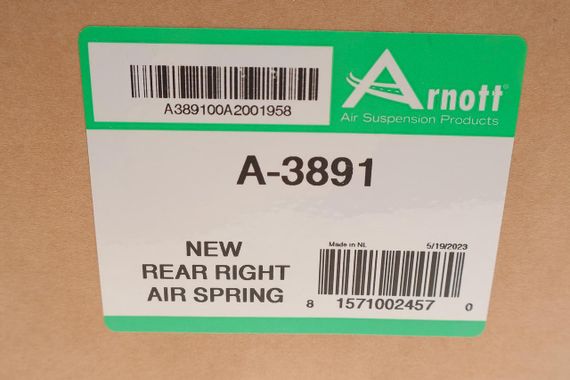 A389100A2001958
Arnott®
Air Suspension Products
A-3891
NEW
REAR RIGHT
AIR SPRING
Made in NL 5/19/2023
8 1571002457 0